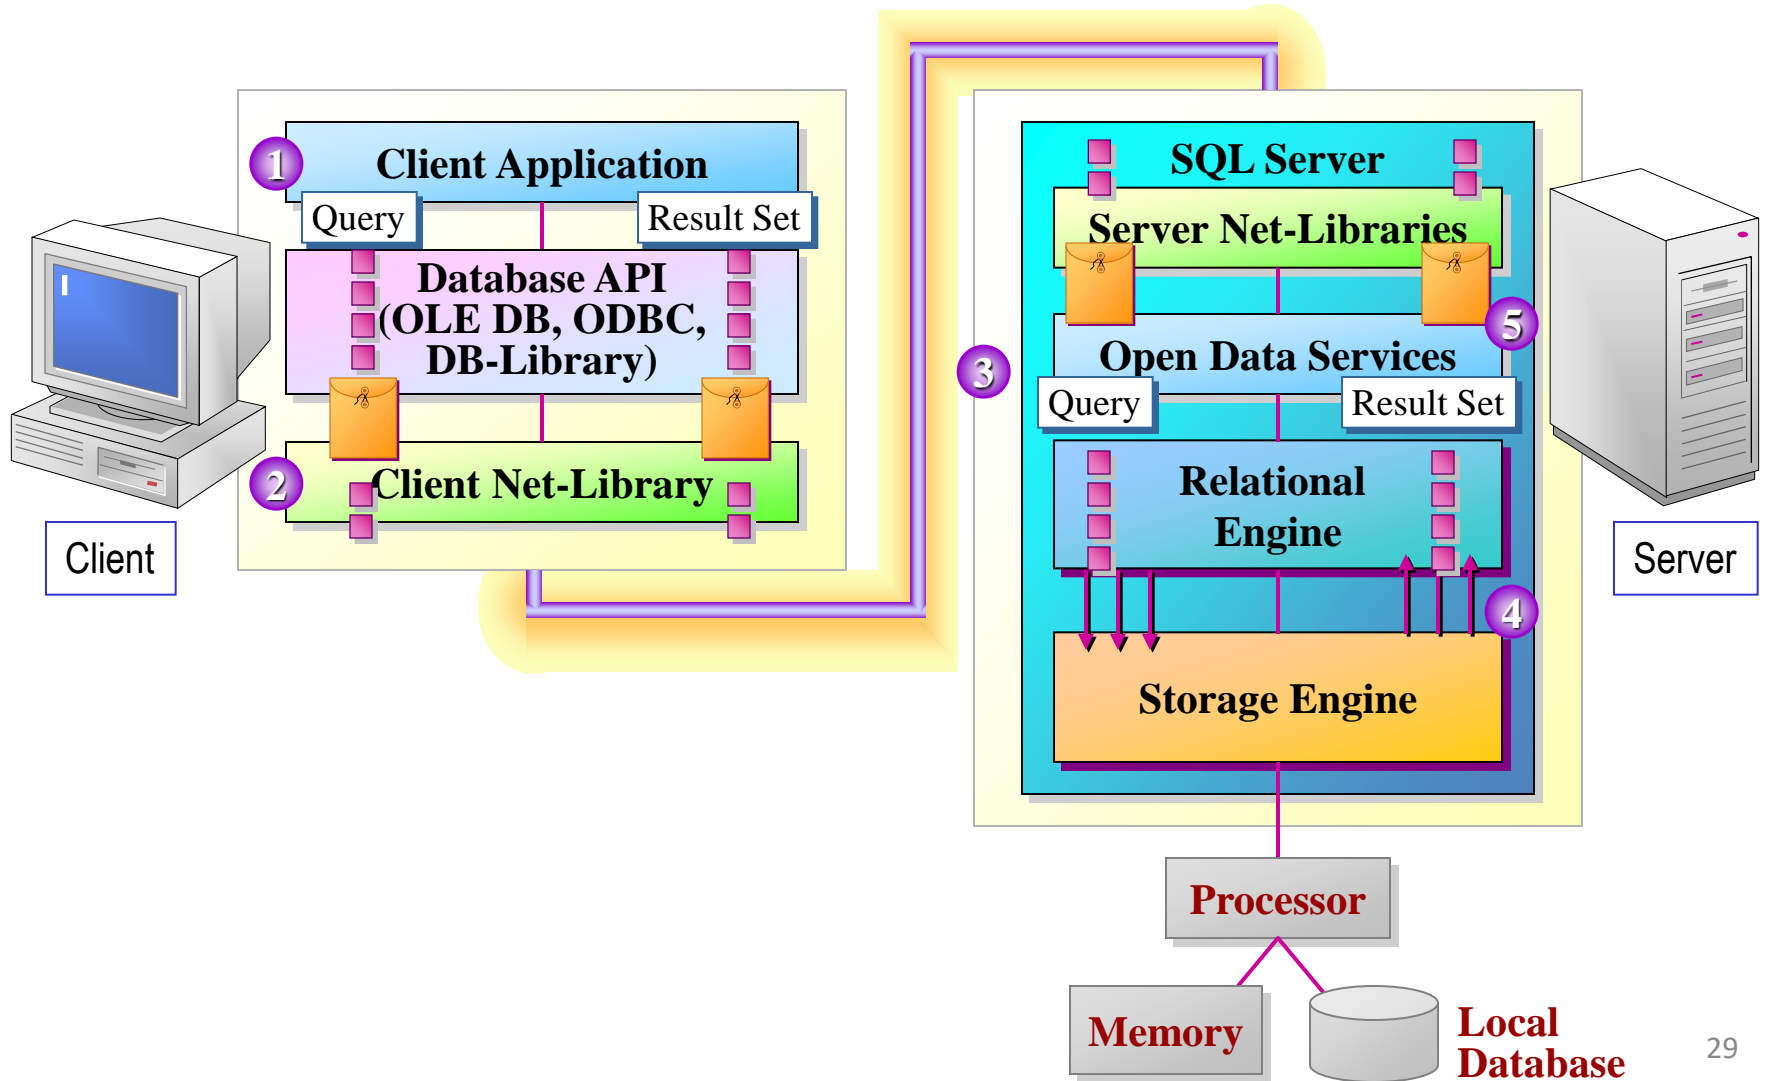 1
Client Application
Query
Result Set
Database API
(OLE DB, ODBC,
DB-Library)
2
Client Net-Library
Client
SQL Server
Server Net-Libraries
5
3
Open Data Services
Query
Result Set
Relational
Engine
4
Storage Engine
Server
Processor
Memory
Local
Database
29